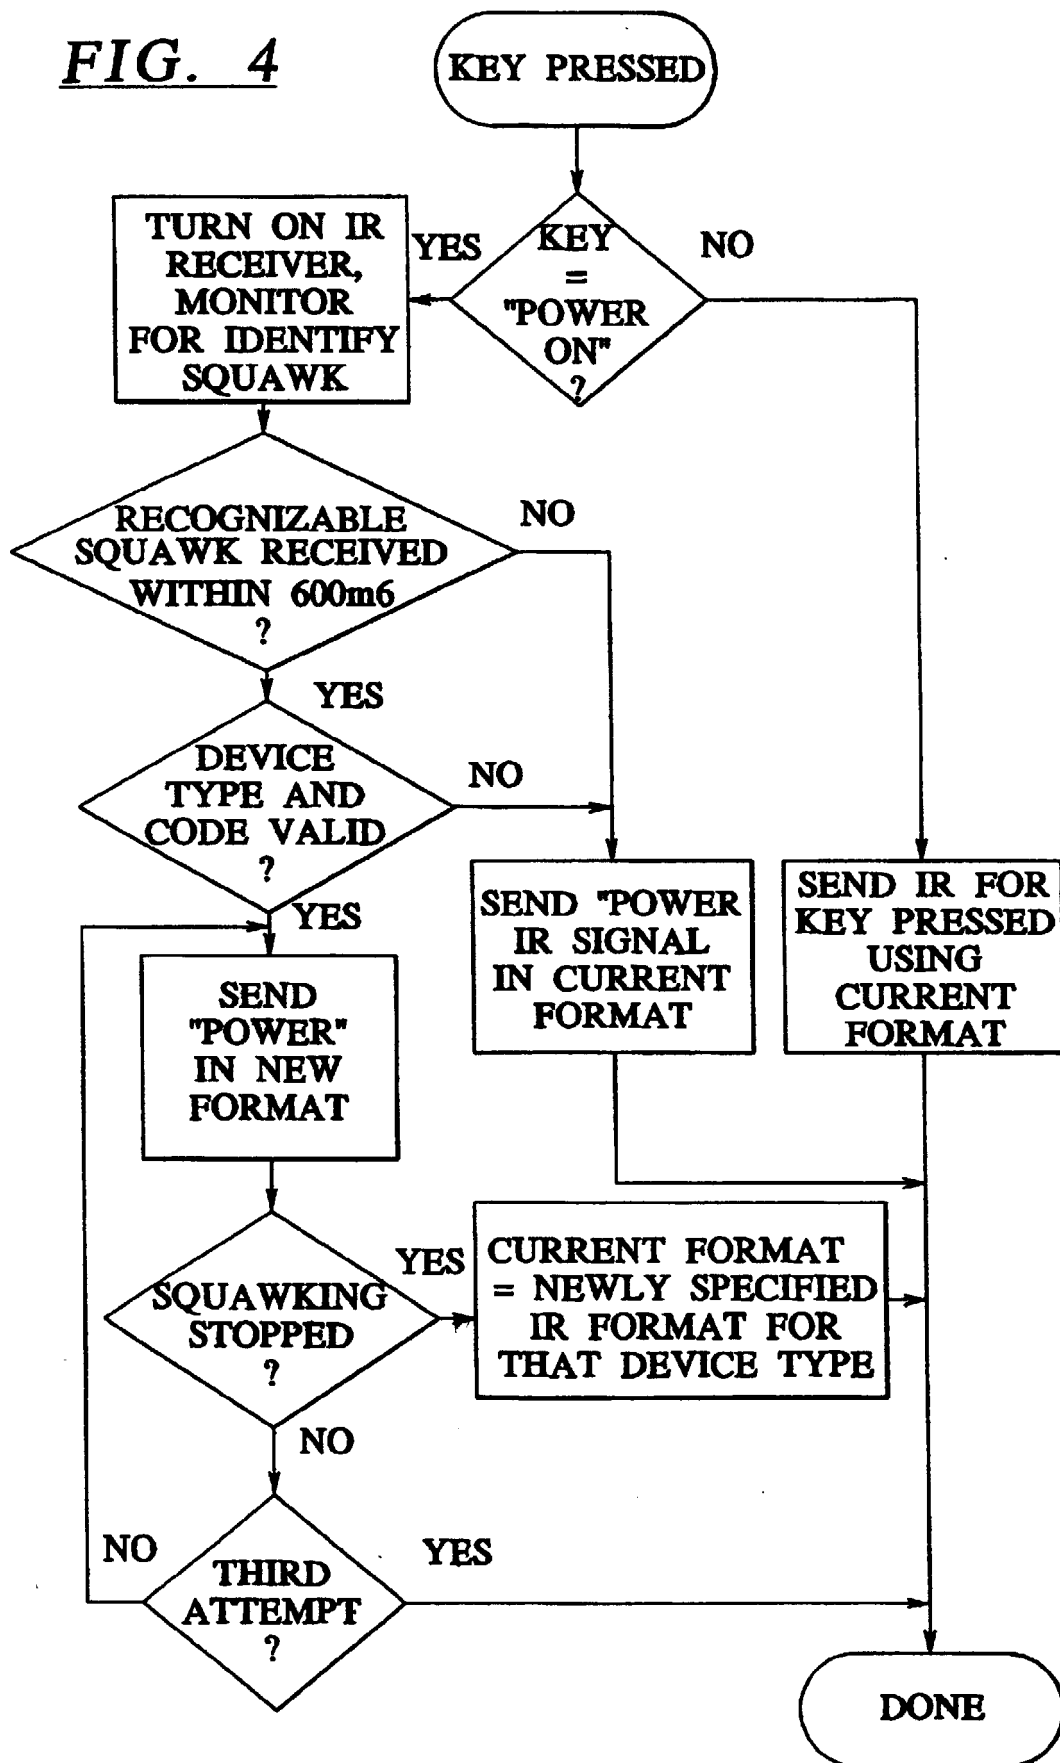 FIG. 4
KEY PRESSED
KEY
=
"POWER
ON"
?
YES
NO
TURN ON IR
RECEIVER,
MONITOR
FOR IDENTIFY
SQUAWK
RECOGNIZABLE
SQUAWK RECEIVED
WITHIN 600m6
?
NO
YES
DEVICE
TYPE AND
CODE VALID
?
NO
YES
SEND "POWER
IR SIGNAL
IN CURRENT
FORMAT
SEND IR FOR
KEY PRESSED
USING
CURRENT
FORMAT
SEND
"POWER"
IN NEW
FORMAT
SQUAWKING
STOPPED
?
YES
NO
CURRENT FORMAT
= NEWLY SPECIFIED
IR FORMAT FOR
THAT DEVICE TYPE
THIRD
ATTEMPT
?
NO
YES
DONE